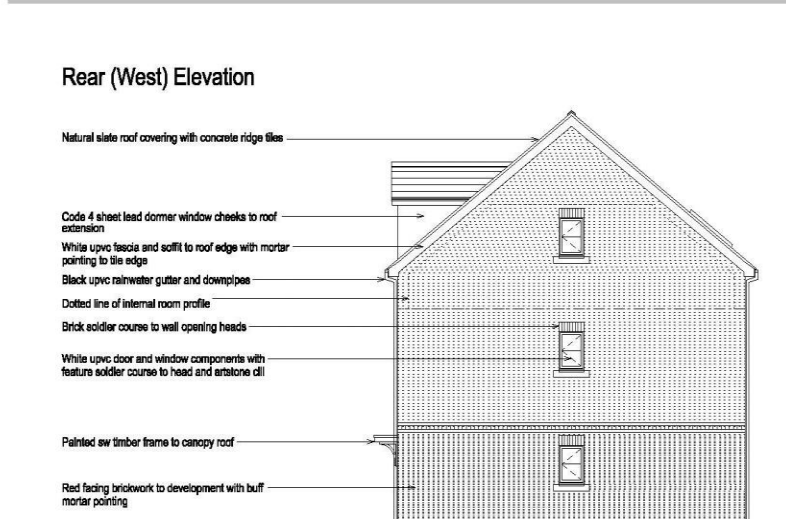 Rear (West) Elevation
Natural slate roof covering with concrete ridge tiles
Code 4 sheet lead dormer window cheeks to roof
extension
White upvc fascia and soffit to roof edge with mortar
pointing to tile edge
Black upvc rainwater gutter and downpipes
Dotted line of internal room profile
Brick soldier course to wall opening heads
White upvc door and window components with
feature soldier course to head and artstone cill
Painted sw timber frame to canopy roof
Red facing brickwork to development with buff
mortar pointing